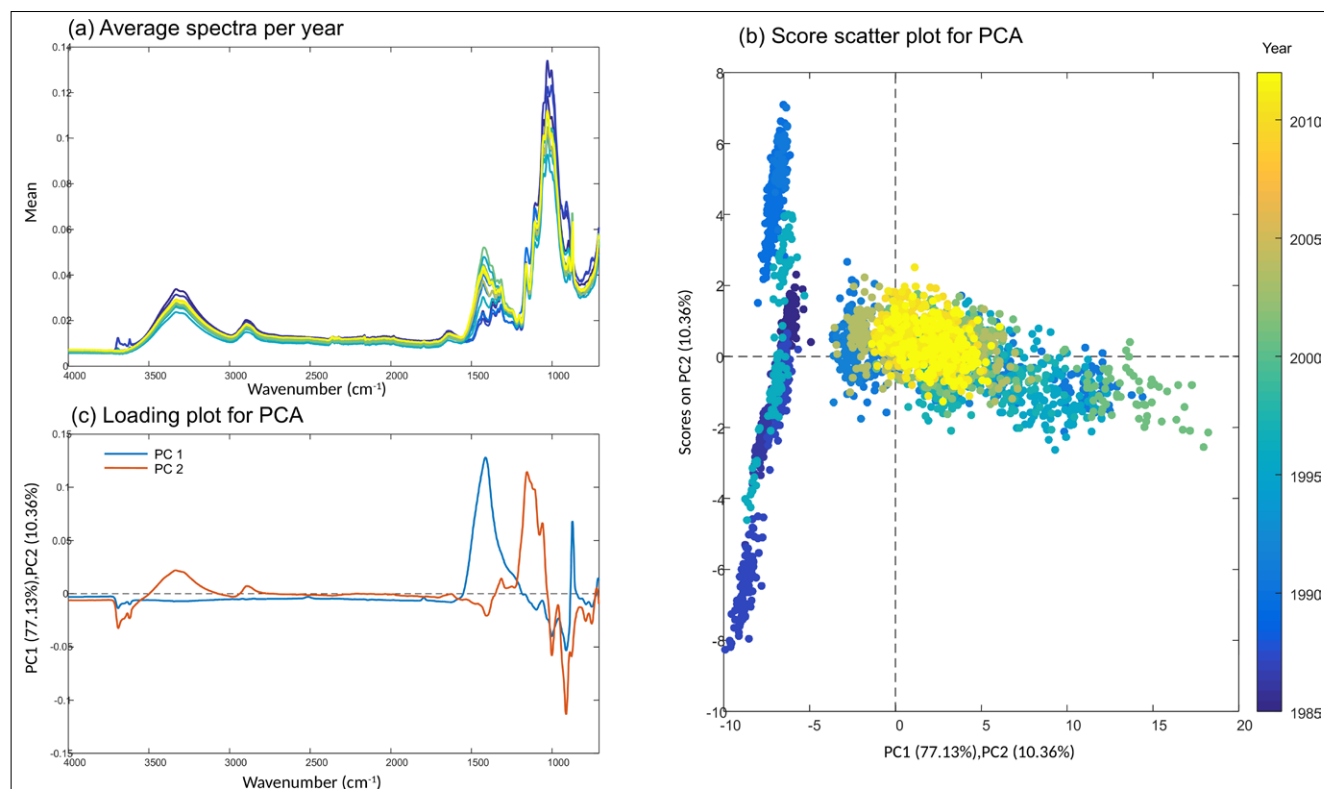 (a) Average spectra per year
0.14
0.12
0.1
0.08
0.06
0.04
0.02
0
Mean
4000 3500 3000 2500 2000 1500 1000
Wavenumber (cm-1)
(c) Loading plot for PCA
0.15
0.1
0.05
0
-0.05
-0.1
-0.15
PC 1
PC 2
PC1 (77.13%),PC2 (10.36%)
4000 3500 3000 2500 2000 1500 1000
Wavenumber (cm-1)
(b) Score scatter plot for PCA
8
6
4
2
0
-2
-4
-6
-8
-10
Scores on PC2 (10.36%)
-10 -5 0 5 10 15 20
PC1 (77.13%),PC2 (10.36%)
Year
2010
2005
2000
1995
1990
1985